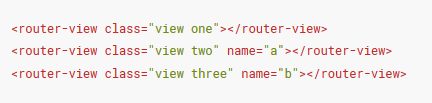 <router-view class="view one"></router-view>
<router-view class="view two" name="a"></router-view>
<router-view class="view three" name="b"></router-view>